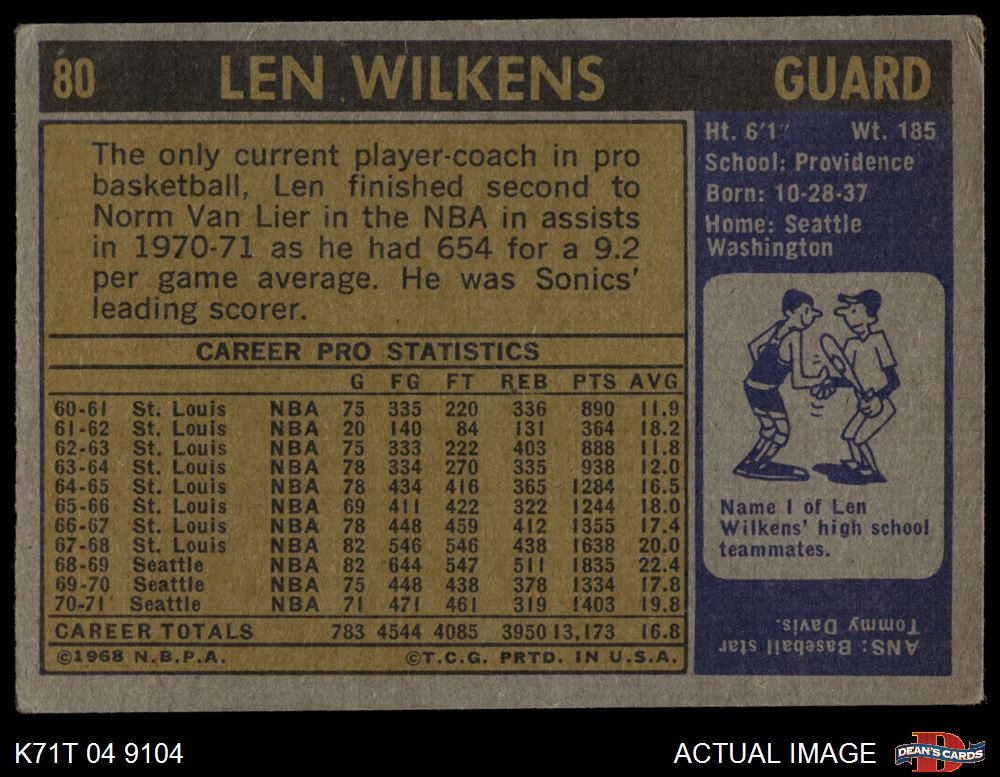 80 LEN WILKENS GUARD
The only current player-coach in pro
basketball, Len finished second to
Norm Van Lier in the NBA in assists
in 1970-71 as he had 654 for a 9.2
per game average. He was Sonics'
leading scorer.
Ht. 6'1" Wt. 185
School: Providence
Born: 10-28-37
Home: Seattle
Washington
CAREER PRO STATISTICS
G FG FT REB PTS AVG
60-61 St. Louis NBA 75 335 220 336 890 11.9
61-62 St. Louis NBA 20 140 84 131 364 18.2
62-63 St. Louis NBA 75 333 222 403 888 11.8
63-64 St. Louis NBA 78 334 270 335 938 12.0
64-65 St. Louis NBA 78 434 416 365 1284 16.5
65-66 St. Louis NBA 69 411 422 322 1244 18.0
66-67 St. Louis NBA 78 448 459 412 1355 17.4
67-68 St. Louis NBA 82 546 546 438 1638 20.0
68-69 Seattle NBA 82 644 547 511 1835 22.4
69-70 Seattle NBA 75 448 438 378 1334 17.8
70-71 Seattle NBA 71 471 461 319 1403 19.8
CAREER TOTALS 783 4544 4085 3950 13,173 16.8
©1968 N.B.P.A. ©T.C.G. PRTD. IN U.S.A.
Name 1 of Len
Wilkens' high school
teammates.
ANS: Baseball star
Tommy Davis.
K71T 04 9104 ACTUAL IMAGE DEAN'S CARDS